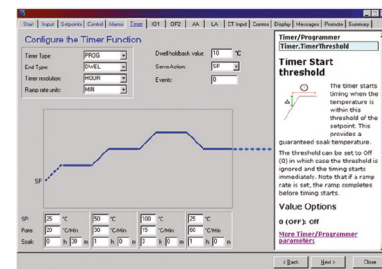 Start Input Setpoints Control Alarms Timer IO1 OP2 AA LA CT Input Comms Display Messages Promote Summary
Configure the Timer Function
Timer Type: PROG
End Type: DWEL
Timer resolution: HOUR
Ramp rate units: MIN
Dwell holdback value: 10 °C
Servo Action: SP
Events: 0
SP
SP: 25 °C 50 °C 100 °C 25 °C
Rate: 20 °C/Min 30 °C/Min 15 °C/Min 60 °C/Min
Soak: 0 h 30 m 1 h 0 m 3 h 0 m 1 h 0 m
Timer/Programmer
Timer.TimerThreshold
Timer Start
threshold
The timer starts
timing when the
temperature is
within this
threshold of the
setpoint. This
provides a
guaranteed soak temperature.
The threshold can be set to Off
(0) in which case the threshold is
ignored and the timing starts
immediately. Note that if a ramp
rate is set, the ramp completes
before timing starts.
Value Options
0 (OFF): Off
More Timer/Programmer
parameters
< Back Next > Close